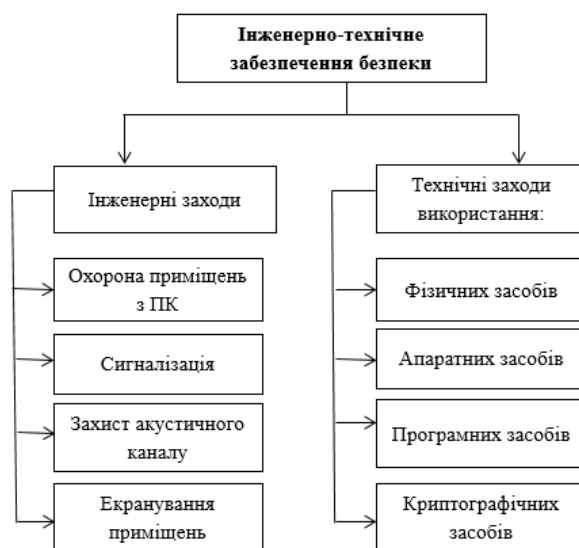 Інженерно-технічне
забезпечення безпеки
Інженерні заходи
Охорона приміщень
з ПК
Сигналізація
Захист акустичного
каналу
Екранування
приміщень
Технічні заходи
використання:
Фізичних засобів
Апаратних засобів
Програмних засобів
Криптографічних
засобів